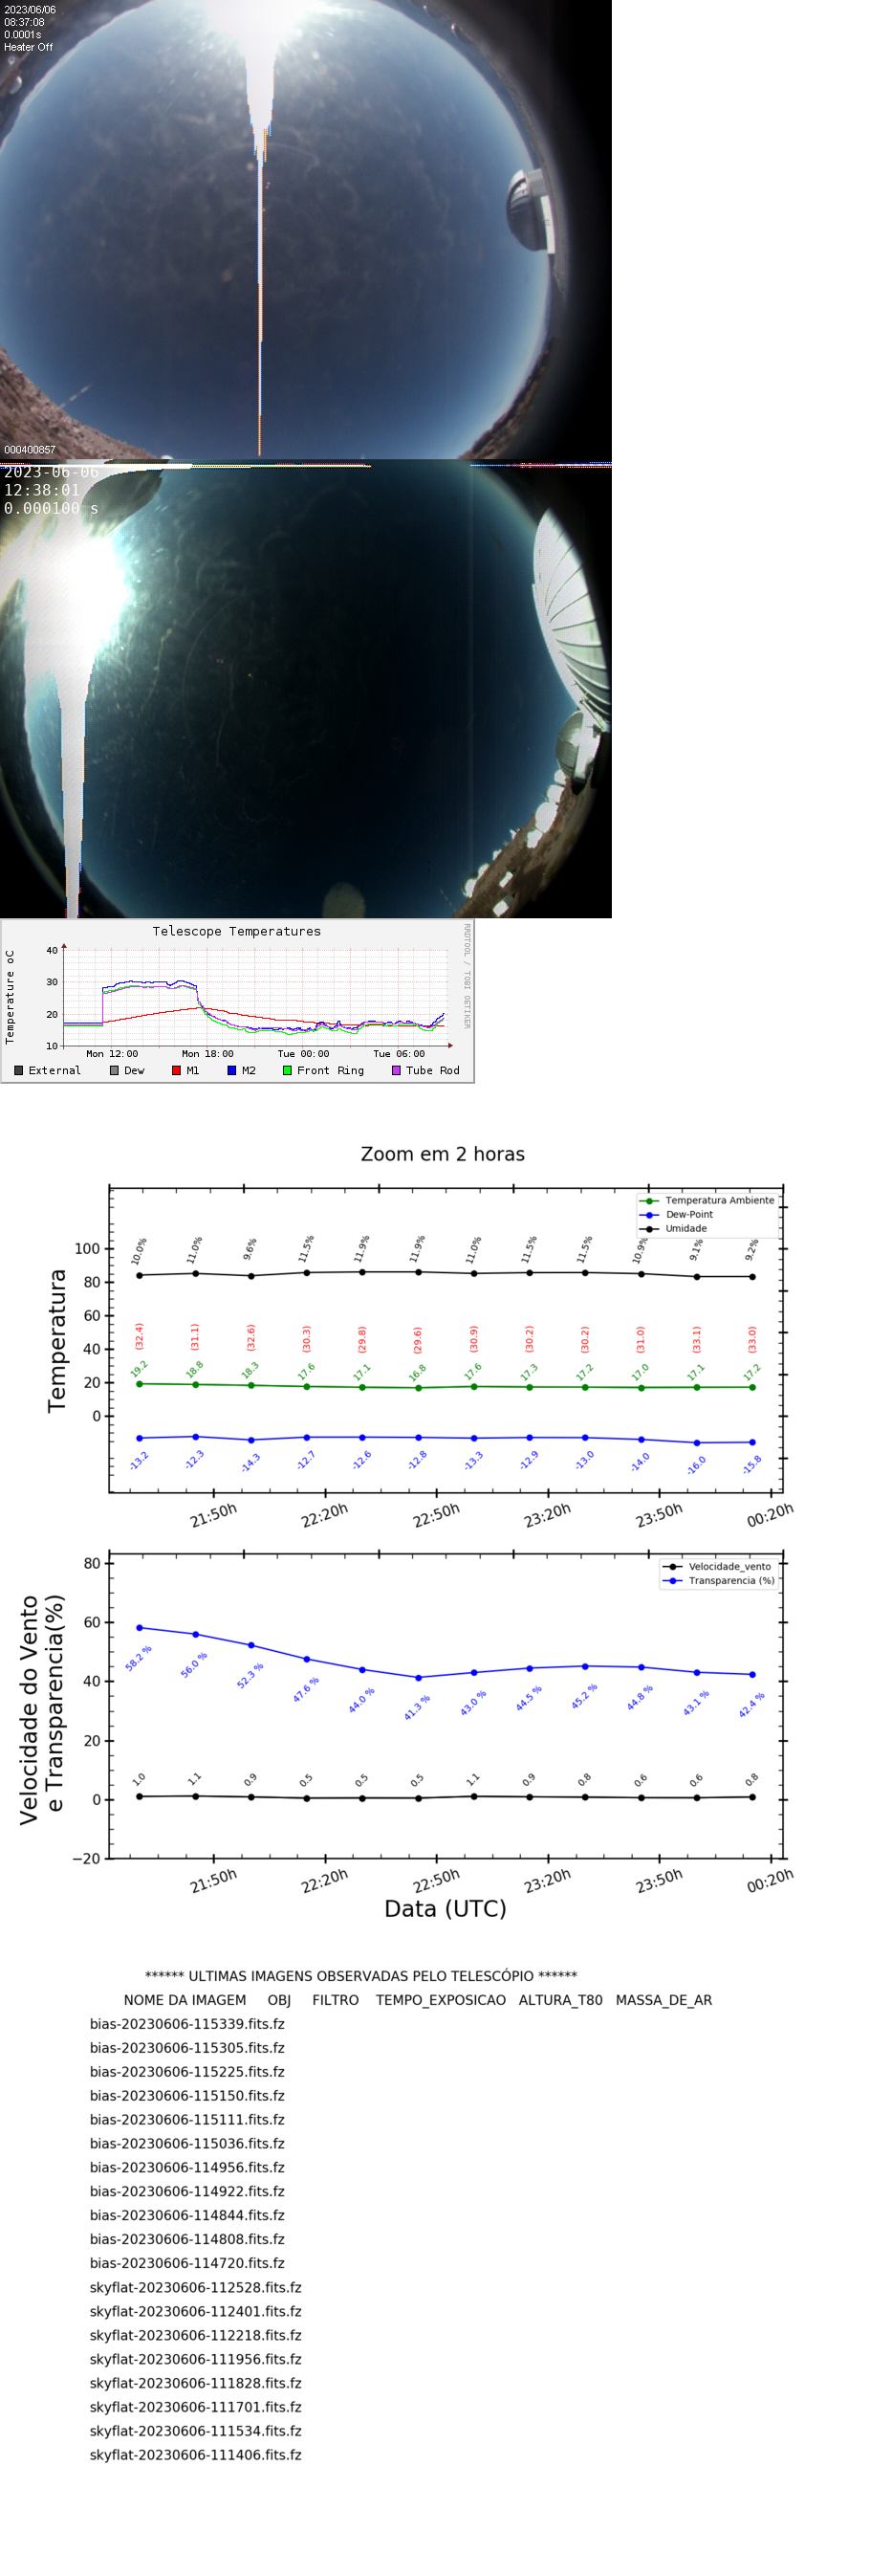 2023/06/06
08:37:08
0.0001s
Heater Off
000400857
2023-06-06
12:38:01
0.000100 s
Telescope Temperatures
RRDTOOL / TOBI OETIKER
Temperature oC
40
30
20
10
Mon 12:00 Mon 18:00 Tue 00:00 Tue 06:00
External Dew M1 M2 Front Ring Tube Rod
Zoom em 2 horas
Temperatura Ambiente
Dew-Point
Umidade
Temperatura
100
80
60
40
20
0
10.0% 11.0% 9.6% 11.5% 11.9% 11.9% 11.0% 11.5% 11.5% 10.9% 9.1% 9.2%
(32.4) (31.1) (32.6) (30.3) (29.8) (29.6) (30.9) (30.2) (30.2) (31.0) (33.1) (33.0)
19.2 18.8 18.3 17.6 17.1 16.8 17.6 17.3 17.2 17.0 17.1 17.2
-13.2 -12.3 -14.3 -12.7 -12.6 -12.8 -13.3 -12.9 -13.0 -14.0 -16.0 -15.8
21:50h 22:20h 22:50h 23:20h 23:50h 00:20h
Velocidade_vento
Transparencia (%)
Velocidade do Vento
e Transparencia(%)
80
60
40
20
0
−20
58.2 % 56.0 % 52.3 % 47.6 % 44.0 % 41.3 % 43.0 % 44.5 % 45.2 % 44.8 % 43.1 % 42.4 %
1.0 1.1 0.9 0.5 0.5 0.5 1.1 0.9 0.8 0.6 0.6 0.8
21:50h 22:20h 22:50h 23:20h 23:50h 00:20h
Data (UTC)
****** ULTIMAS IMAGENS OBSERVADAS PELO TELESCÓPIO ******
NOME DA IMAGEM OBJ FILTRO TEMPO_EXPOSICAO ALTURA_T80 MASSA_DE_AR
bias-20230606-115339.fits.fz
bias-20230606-115305.fits.fz
bias-20230606-115225.fits.fz
bias-20230606-115150.fits.fz
bias-20230606-115111.fits.fz
bias-20230606-115036.fits.fz
bias-20230606-114956.fits.fz
bias-20230606-114922.fits.fz
bias-20230606-114844.fits.fz
bias-20230606-114808.fits.fz
bias-20230606-114720.fits.fz
skyflat-20230606-112528.fits.fz
skyflat-20230606-112401.fits.fz
skyflat-20230606-112218.fits.fz
skyflat-20230606-111956.fits.fz
skyflat-20230606-111828.fits.fz
skyflat-20230606-111701.fits.fz
skyflat-20230606-111534.fits.fz
skyflat-20230606-111406.fits.fz